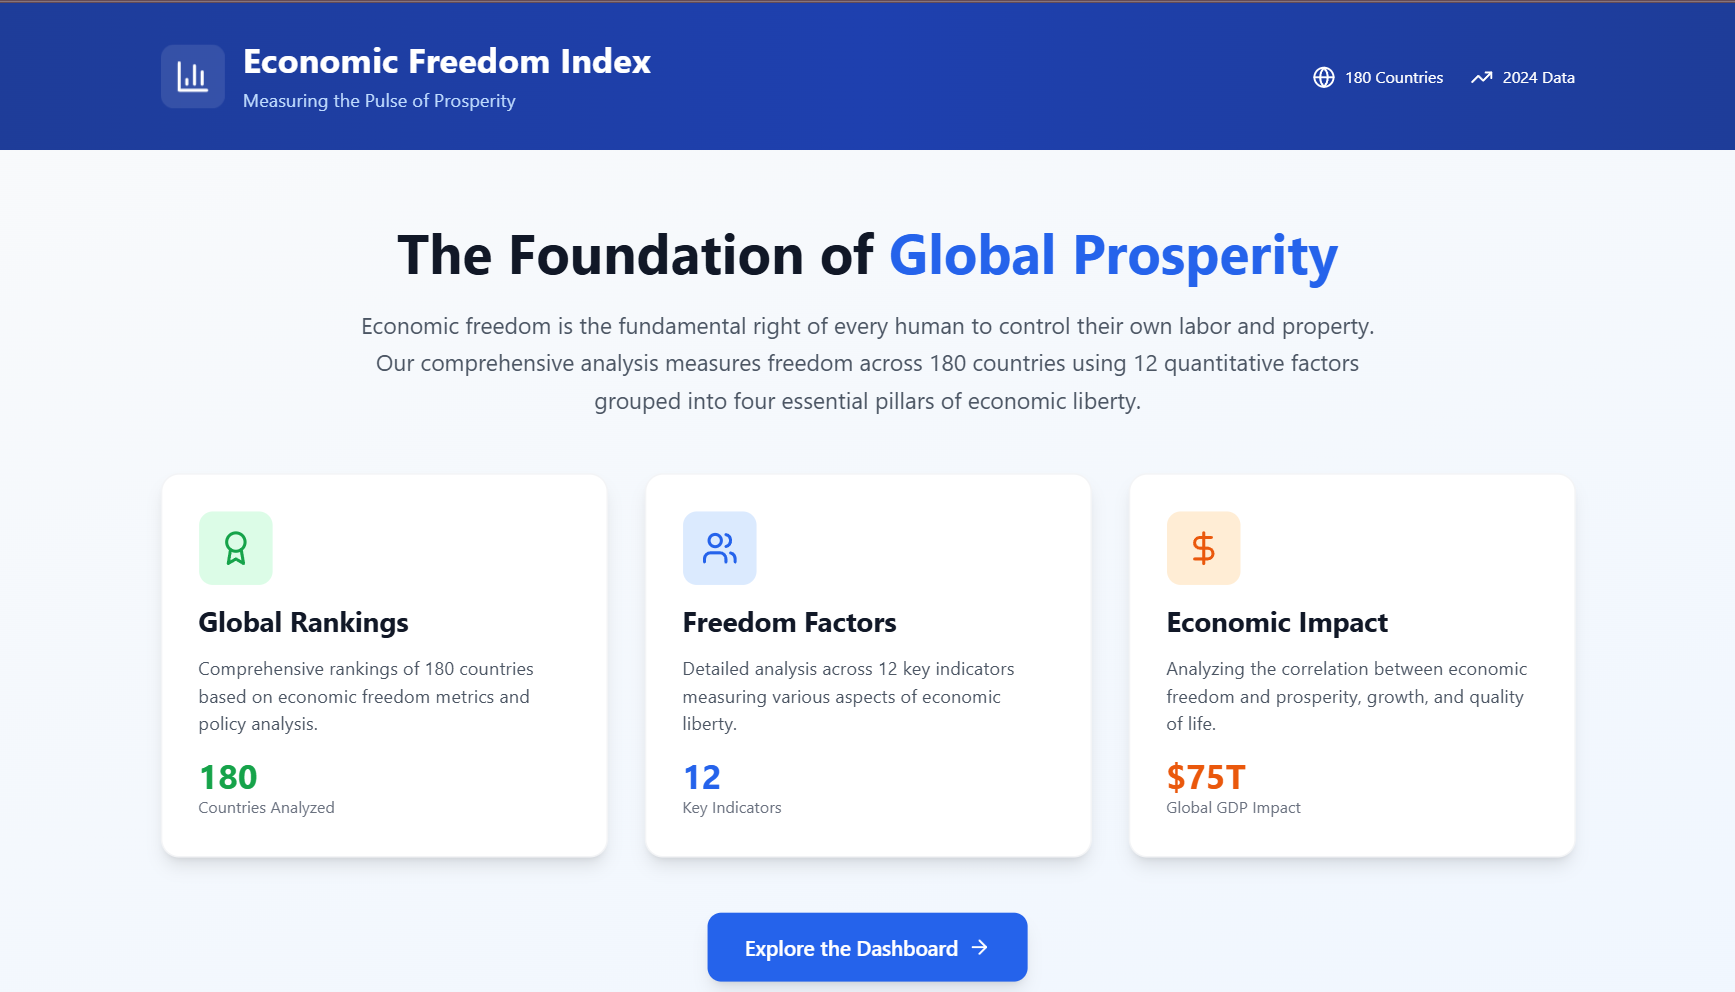 Economic Freedom Index
Measuring the Pulse of Prosperity
180 Countries
2024 Data
The Foundation of Global Prosperity
Economic freedom is the fundamental right of every human to control their own labor and property.
Our comprehensive analysis measures freedom across 180 countries using 12 quantitative factors
grouped into four essential pillars of economic liberty.
Global Rankings
Comprehensive rankings of 180 countries
based on economic freedom metrics and
policy analysis.
180
Countries Analyzed
Freedom Factors
Detailed analysis across 12 key indicators
measuring various aspects of economic
liberty.
12
Key Indicators
Economic Impact
Analyzing the correlation between economic
freedom and prosperity, growth, and quality
of life.
$75T
Global GDP Impact
Explore the Dashboard